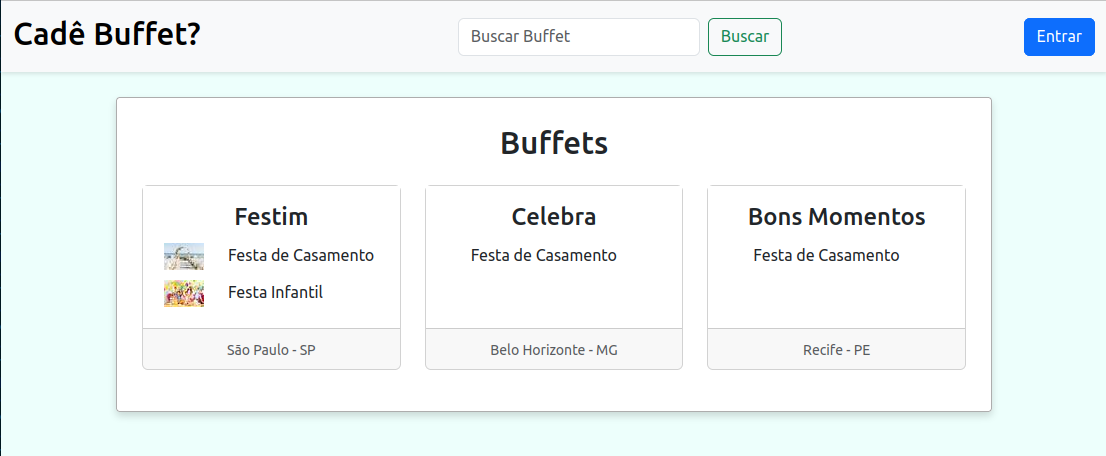 Cadê Buffet?
Buscar Buffet
Buscar
Entrar
Buffets
Festim
Festa de Casamento
Festa Infantil
São Paulo - SP
Celebra
Festa de Casamento
Belo Horizonte - MG
Bons Momentos
Festa de Casamento
Recife - PE